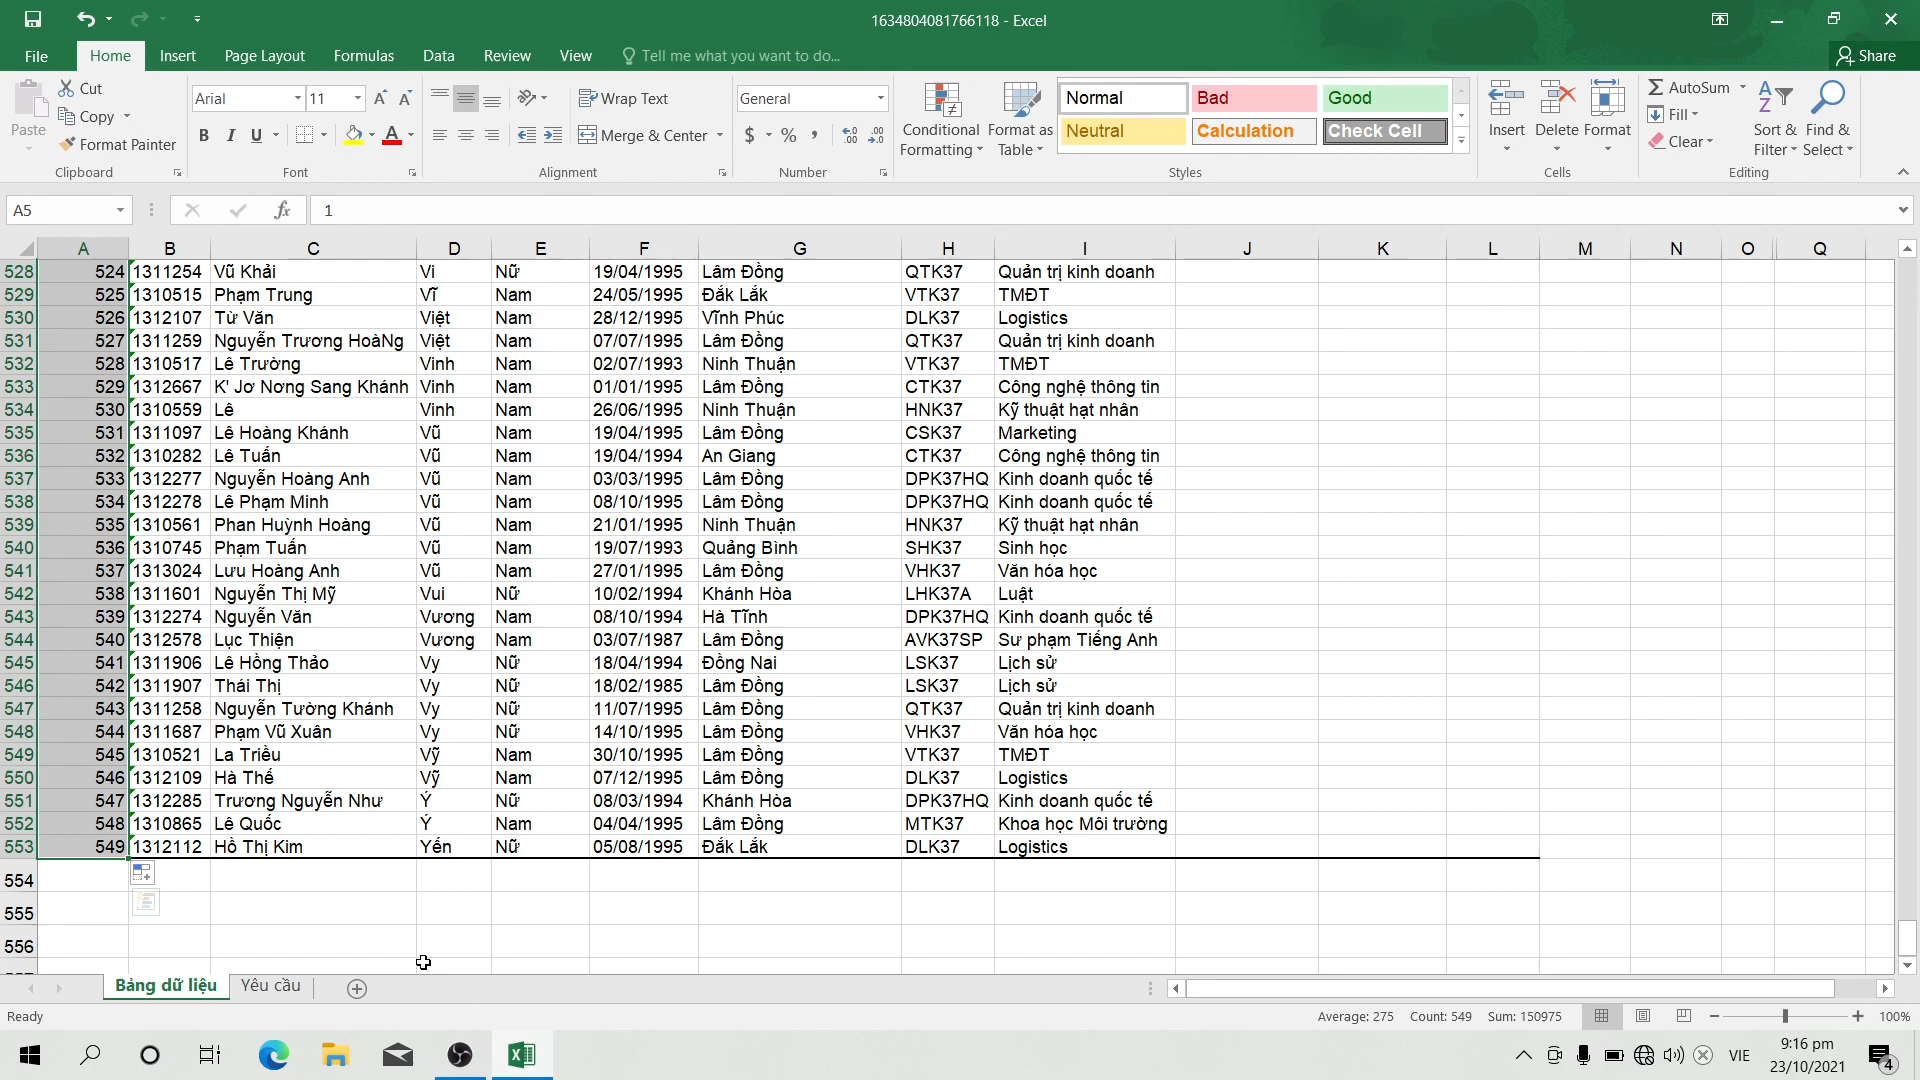 1634804081766118 - Excel
File Home Insert Page Layout Formulas Data Review View Tell me what you want to do... Share
Paste Cut Copy Format Painter Clipboard
Arial 11 B I U A Font
Wrap Text Merge & Center Alignment
General $ % , Number
Conditional Formatting Format as Table
Normal Bad Good
Neutral Calculation Check Cell
Styles
Insert Delete Format Cells
AutoSum Fill Clear Sort & Filter Find & Select Editing
A5 fx 1
A B C D E F G H I J K L M N O Q
528 524 1311254 Vũ Khải Vi Nữ 19/04/1995 Lâm Đồng QTK37 Quản trị kinh doanh
529 525 1310515 Phạm Trung Vĩ Nam 24/05/1995 Đắk Lắk VTK37 TMĐT
530 526 1312107 Từ Văn Việt Nam 28/12/1995 Vĩnh Phúc DLK37 Logistics
531 527 1311259 Nguyễn Trương HoàNg Việt Nam 07/07/1995 Lâm Đồng QTK37 Quản trị kinh doanh
532 528 1310517 Lê Trường Vinh Nam 02/07/1993 Ninh Thuận VTK37 TMĐT
533 529 1312667 K' Jơ Nơng Sang Khánh Vinh Nam 01/01/1995 Lâm Đồng CTK37 Công nghệ thông tin
534 530 1310559 Lê Vinh Nam 26/06/1995 Ninh Thuận HNK37 Kỹ thuật hạt nhân
535 531 1311097 Lê Hoàng Khánh Vũ Nam 19/04/1995 Lâm Đồng CSK37 Marketing
536 532 1310282 Lê Tuấn Vũ Nam 19/04/1994 An Giang CTK37 Công nghệ thông tin
537 533 1312277 Nguyễn Hoàng Anh Vũ Nam 03/03/1995 Lâm Đồng DPK37HQ Kinh doanh quốc tế
538 534 1312278 Lê Phạm Minh Vũ Nam 08/10/1995 Lâm Đồng DPK37HQ Kinh doanh quốc tế
539 535 1310561 Phan Huỳnh Hoàng Vũ Nam 21/01/1995 Ninh Thuận HNK37 Kỹ thuật hạt nhân
540 536 1310745 Phạm Tuấn Vũ Nam 19/07/1993 Quảng Bình SHK37 Sinh học
541 537 1313024 Lưu Hoàng Anh Vũ Nam 27/01/1995 Lâm Đồng VHK37 Văn hóa học
542 538 1311601 Nguyễn Thị Mỹ Vui Nữ 10/02/1994 Khánh Hòa LHK37A Luật
543 539 1312274 Nguyễn Văn Vương Nam 08/10/1994 Hà Tĩnh DPK37HQ Kinh doanh quốc tế
544 540 1312578 Lục Thiện Vương Nam 03/07/1987 Lâm Đồng AVK37SP Sư phạm Tiếng Anh
545 541 1311906 Lê Hồng Thảo Vy Nữ 18/04/1994 Đồng Nai LSK37 Lịch sử
546 542 1311907 Thái Thị Vy Nữ 18/02/1985 Lâm Đồng LSK37 Lịch sử
547 543 1311258 Nguyễn Tường Khánh Vy Nữ 11/07/1995 Lâm Đồng QTK37 Quản trị kinh doanh
548 544 1311687 Phạm Vũ Xuân Vy Nữ 14/10/1995 Lâm Đồng VHK37 Văn hóa học
549 545 1310521 La Triều Vỹ Nam 30/10/1995 Lâm Đồng VTK37 TMĐT
550 546 1312109 Hà Thế Vỹ Nam 07/12/1995 Lâm Đồng DLK37 Logistics
551 547 1312285 Trương Nguyễn Như Ý Nữ 08/03/1994 Khánh Hòa DPK37HQ Kinh doanh quốc tế
552 548 1310865 Lê Quốc Ý Nam 04/04/1995 Lâm Đồng MTK37 Khoa học Môi trường
553 549 1312112 Hồ Thị Kim Yến Nữ 05/08/1995 Đắk Lắk DLK37 Logistics
554
555
556
Bảng dữ liệu Yêu cầu
Ready Average: 275 Count: 549 Sum: 150975 100%
VIE 9:16 pm
23/10/2021 4